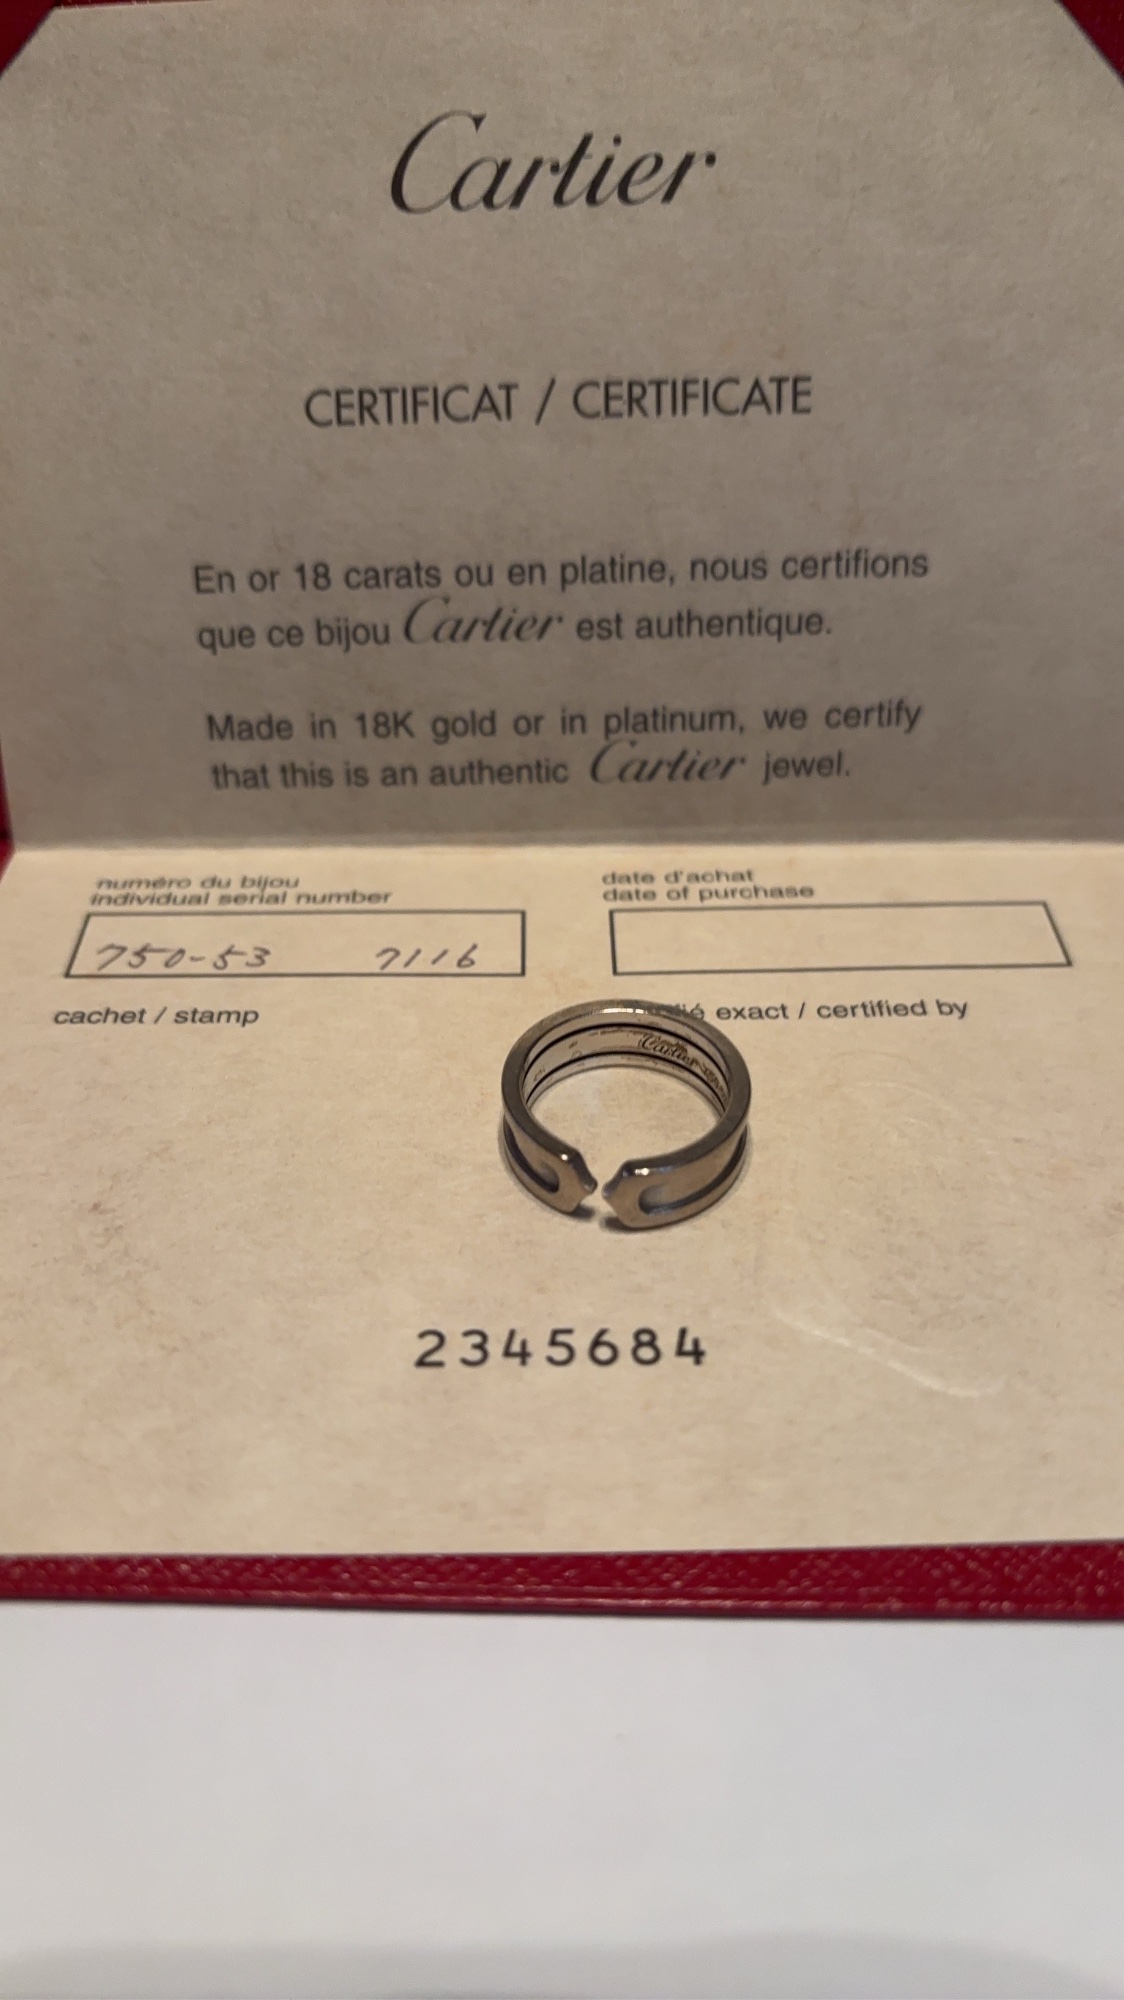 Cartier
CERTIFICAT / CERTIFICATE
En or 18 carats ou en platine, nous certifions
que ce bijou Cartier est authentique.
Made in 18K gold or in platinum, we certify
that this is an authentic Cartier jewel.
numéro du bijou
individual serial number
750-53 7116
date d'achat
date of purchase
cachet / stamp
exact / certified by
Cartier
2345684